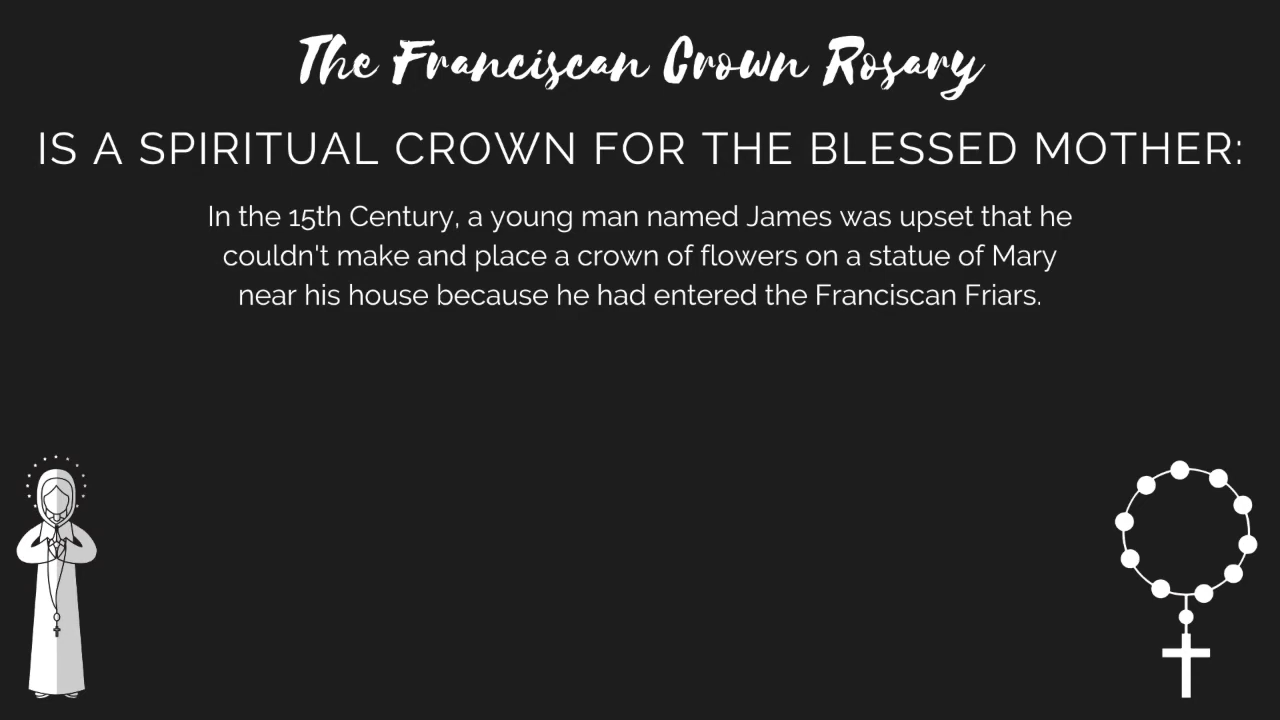 The Franciscan Crown Rosary
IS A SPIRITUAL CROWN FOR THE BLESSED MOTHER:
In the 15th Century, a young man named James was upset that he
couldn't make and place a crown of flowers on a statue of Mary
near his house because he had entered the Franciscan Friars.